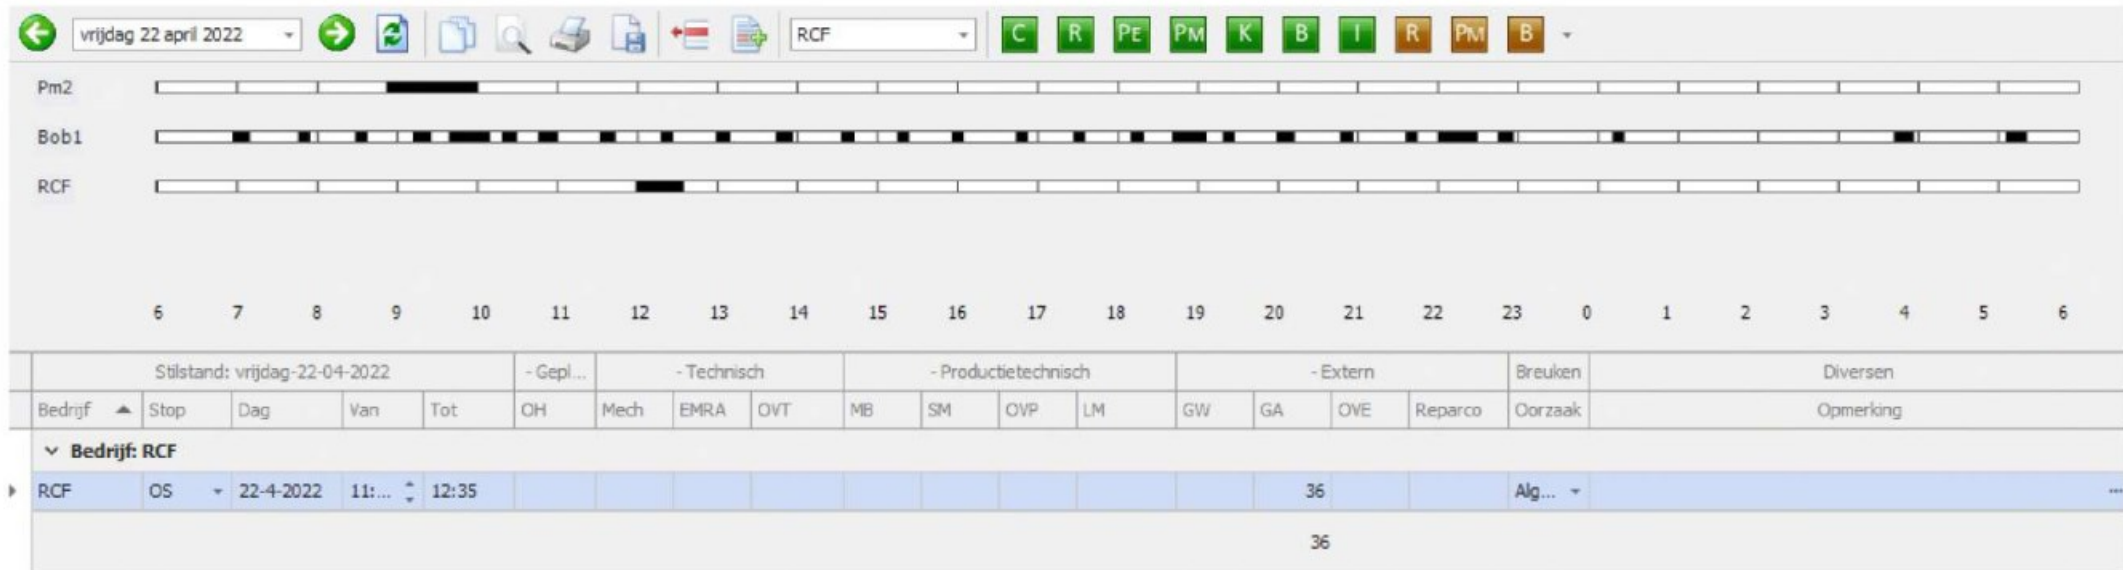 vrijdag 22 april 2022 RCF C R PE PM K B I R PM B
Pm2
Bob1
RCF
6 7 8 9 10 11 12 13 14 15 16 17 18 19 20 21 22 23 0 1 2 3 4 5 6
Stilstand: vrijdag-22-04-2022 - Gepl... - Technisch - Productietechnisch - Extern Breuken Diversen
Bedrijf Stop Dag Van Tot OH Mech EMRA OVT MB SM OVP LM GW GA OVE Reparco Oorzaak Opmerking
Bedrijf: RCF
RCF OS 22-4-2022 11:... 12:35 36 Alg... ...
36